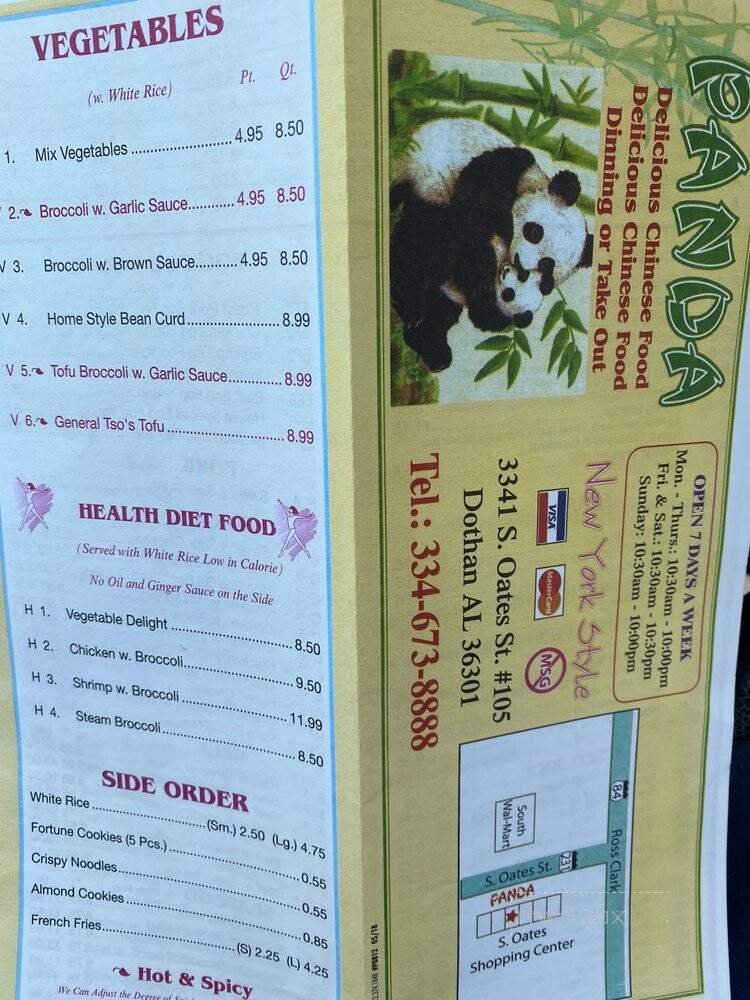 VEGETABLES
(w. White Rice) Pt. Qt.
1. Mix Vegetables 4.95 8.50
2. Broccoli w. Garlic Sauce 4.95 8.50
V 3. Broccoli w. Brown Sauce 4.95 8.50
V 4. Home Style Bean Curd 8.99
V 5. Tofu Broccoli w. Garlic Sauce 8.99
V 6. General Tso's Tofu 8.99
HEALTH DIET FOOD
(Served with White Rice Low in Calorie)
No Oil and Ginger Sauce on the Side
H 1. Vegetable Delight 8.50
H 2. Chicken w. Broccoli 9.50
H 3. Shrimp w. Broccoli 11.99
H 4. Steam Broccoli 8.50
SIDE ORDER
White Rice (Sm.) 2.50 (Lg.) 4.75
Fortune Cookies (5 Pcs.) 0.55
Crispy Noodles 0.55
Almond Cookies 0.85
French Fries (S) 2.25 (L) 4.25
Hot & Spicy
We Can Adjust the Degree of
PANDA
Delicious Chinese Food
Delicious Chinese Food
Dinning or Take Out
OPEN 7 DAYS A WEEK
Mon. - Thurs.: 10:30am - 10:00pm
Fri. & Sat.: 10:30am - 10:30pm
Sunday: 10:30am - 10:00pm
New York Style
VISA
MasterCard
MSG
3341 S. Oates St. #105
Dothan AL 36301
Tel.: 334-673-8888
84
Ross Clark
South
Wal-Mart
231
S. Oates St.
PANDA
S. Oates
Shopping Center